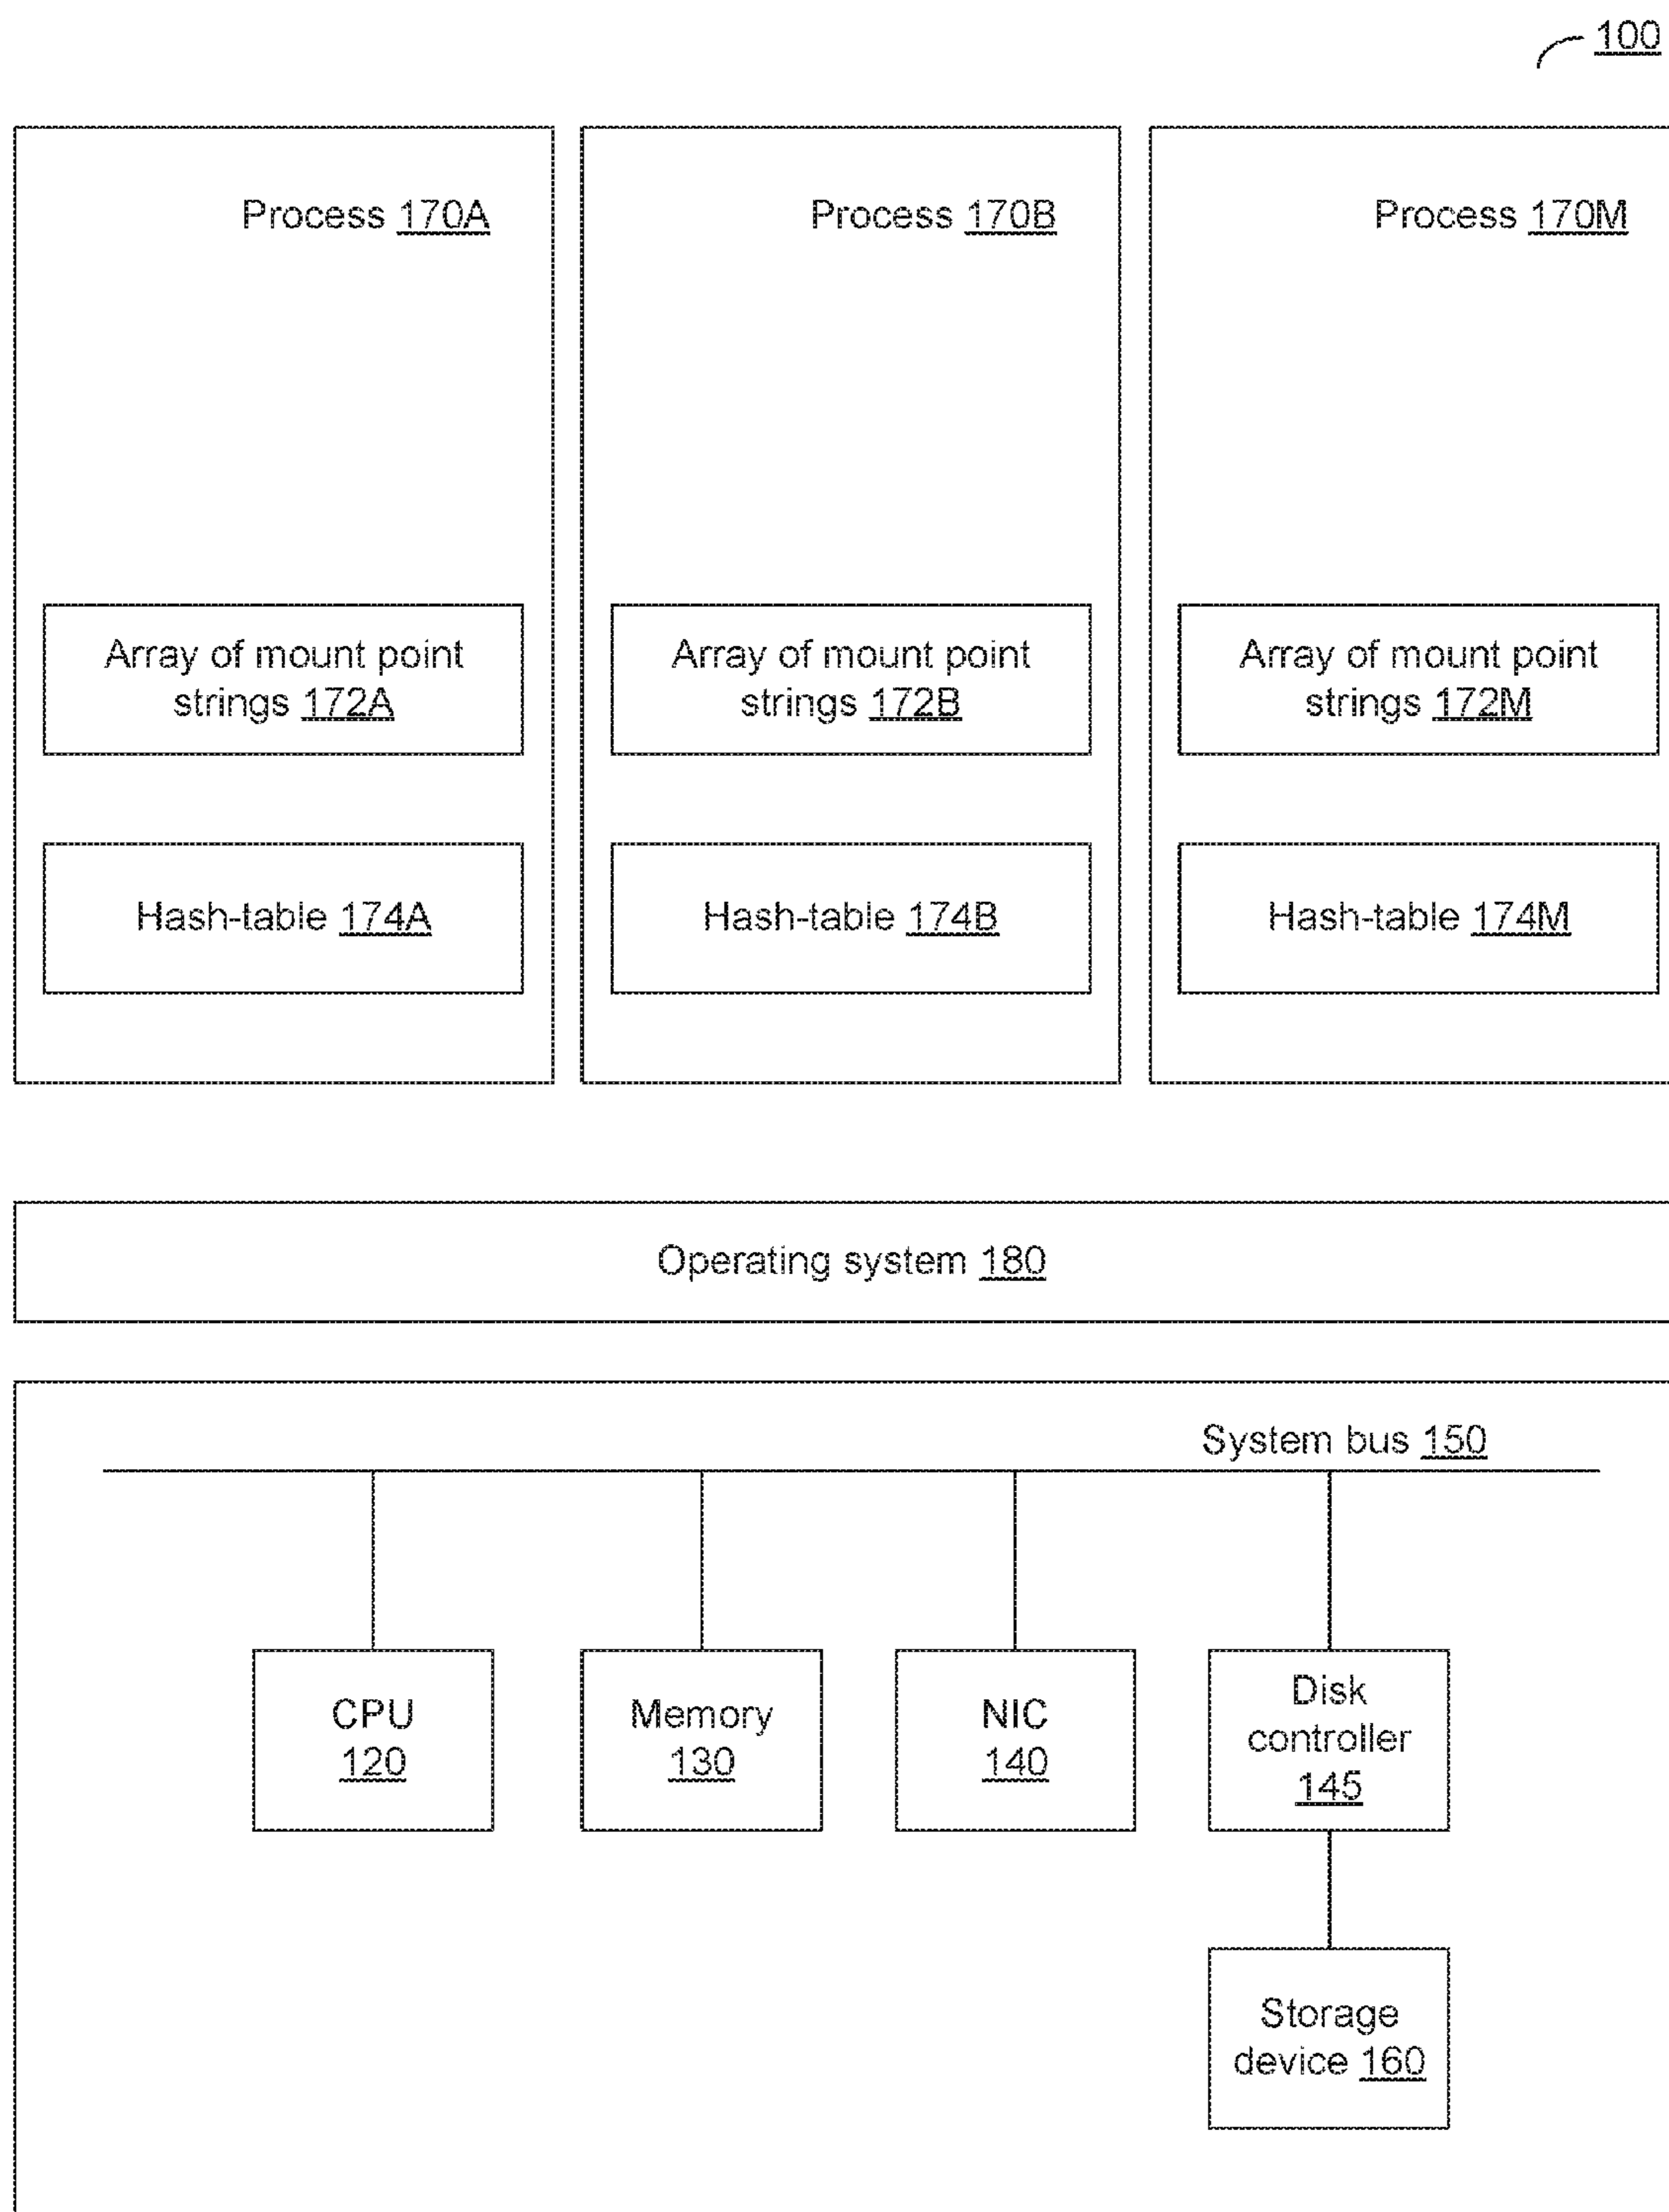 100
Process 170A
Process 170B
Process 170M
Array of mount point
strings 172A
Array of mount point
strings 172B
Array of mount point
strings 172M
Hash-table 174A
Hash-table 174B
Hash-table 174M
Operating system 180
System bus 150
CPU
120
Memory
130
NIC
140
Disk
controller
145
Storage
device 160